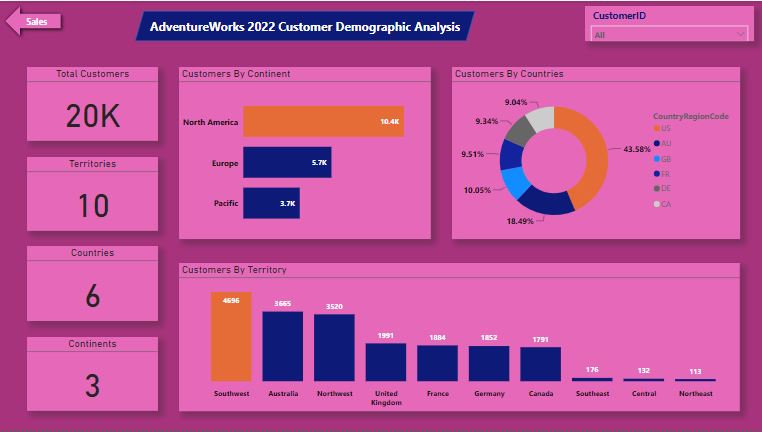 Sales
AdventureWorks 2022 Customer Demographic Analysis
CustomerID
All
Total Customers
20K
Territories
10
Countries
6
Continents
3
Customers By Continent
North America
10.4K
Europe
5.7K
Pacific
3.7K
Customers By Countries
9.04%
9.34%
9.51%
10.05%
18.49%
43.58%
CountryRegionCode
US
AU
GB
FR
DE
CA
Customers By Territory
4696
3665
3520
1991
1884
1852
1791
176
132
113
Southwest
Australia
Northwest
United
Kingdom
France
Germany
Canada
Southeast
Central
Northeast